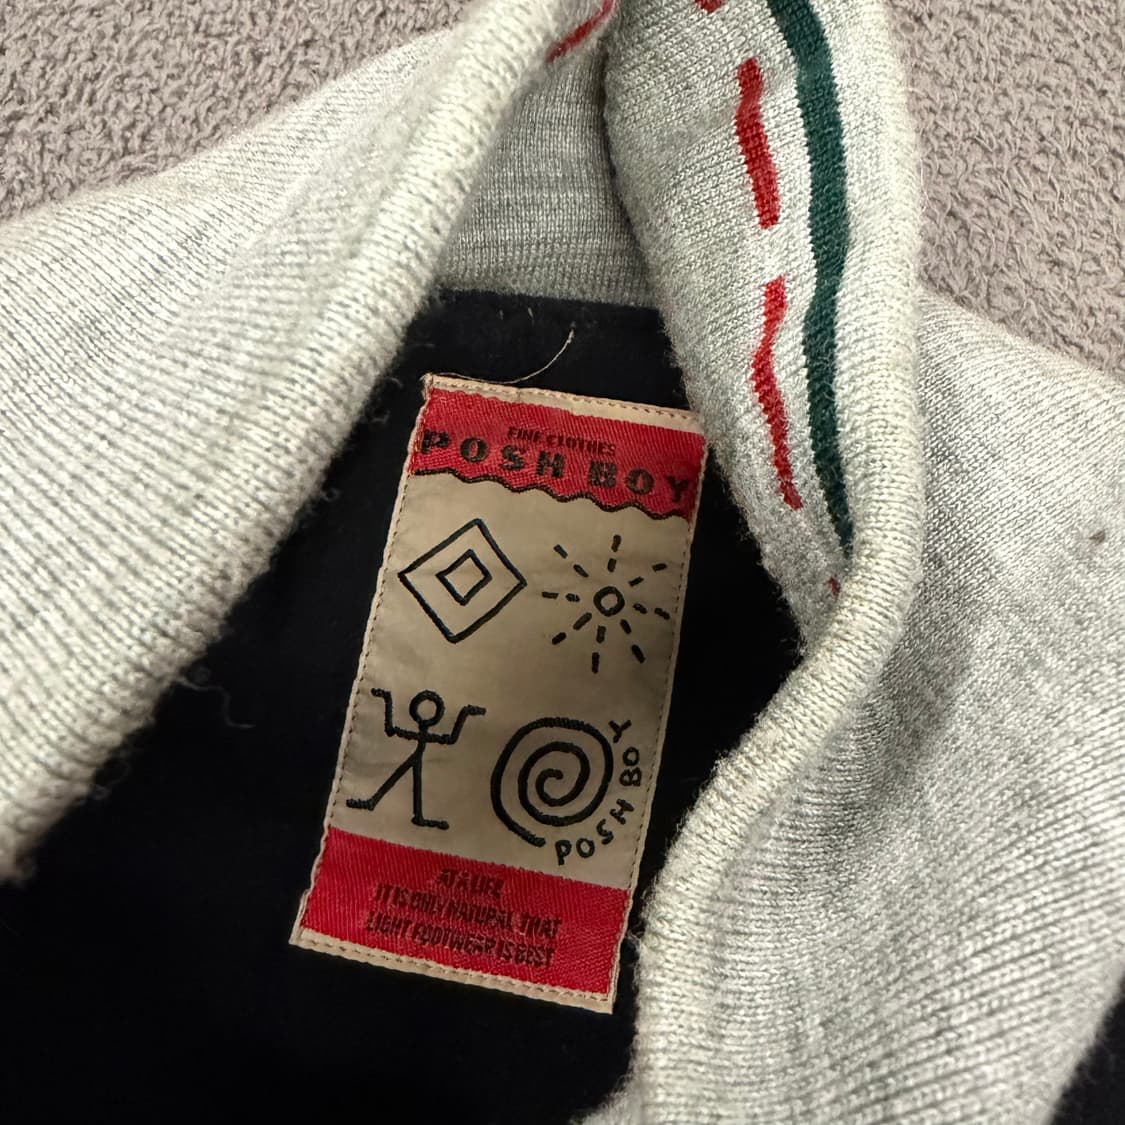 FINE CLOTHES
POSH BOY
POSH BOY
AT A LIFE
IT IS ONLY NATURAL THAT
LIGHT FOOTWEAR IS BEST